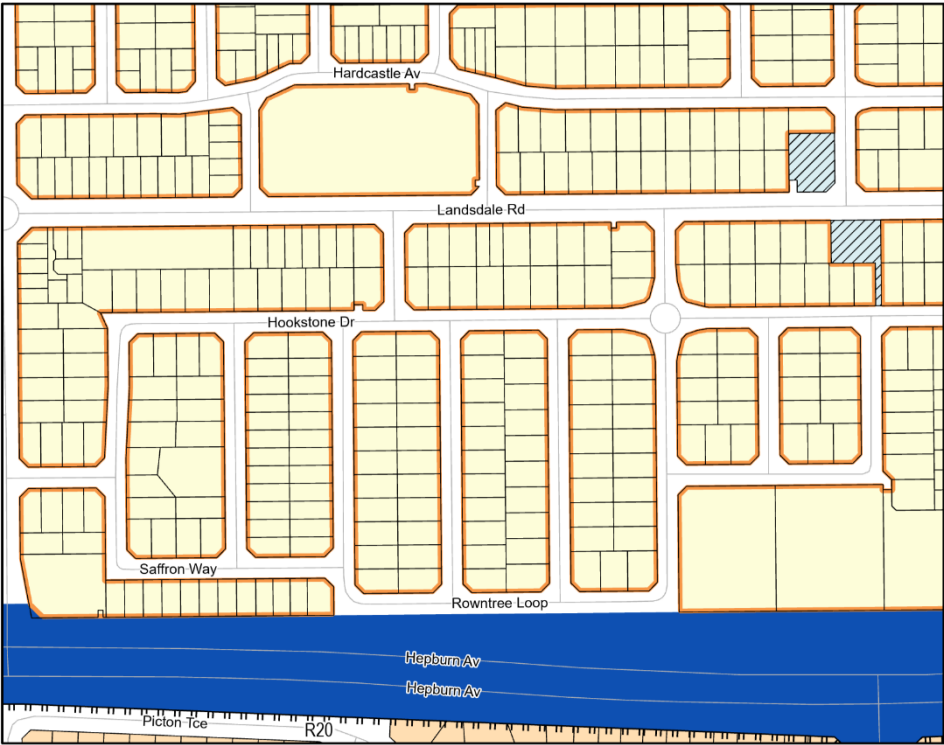 Hardcastle Av
Landsdale Rd
Hookstone Dr
Saffron Way
Rowntree Loop
Hepburn Av
Hepburn Av
Picton Tce
R20